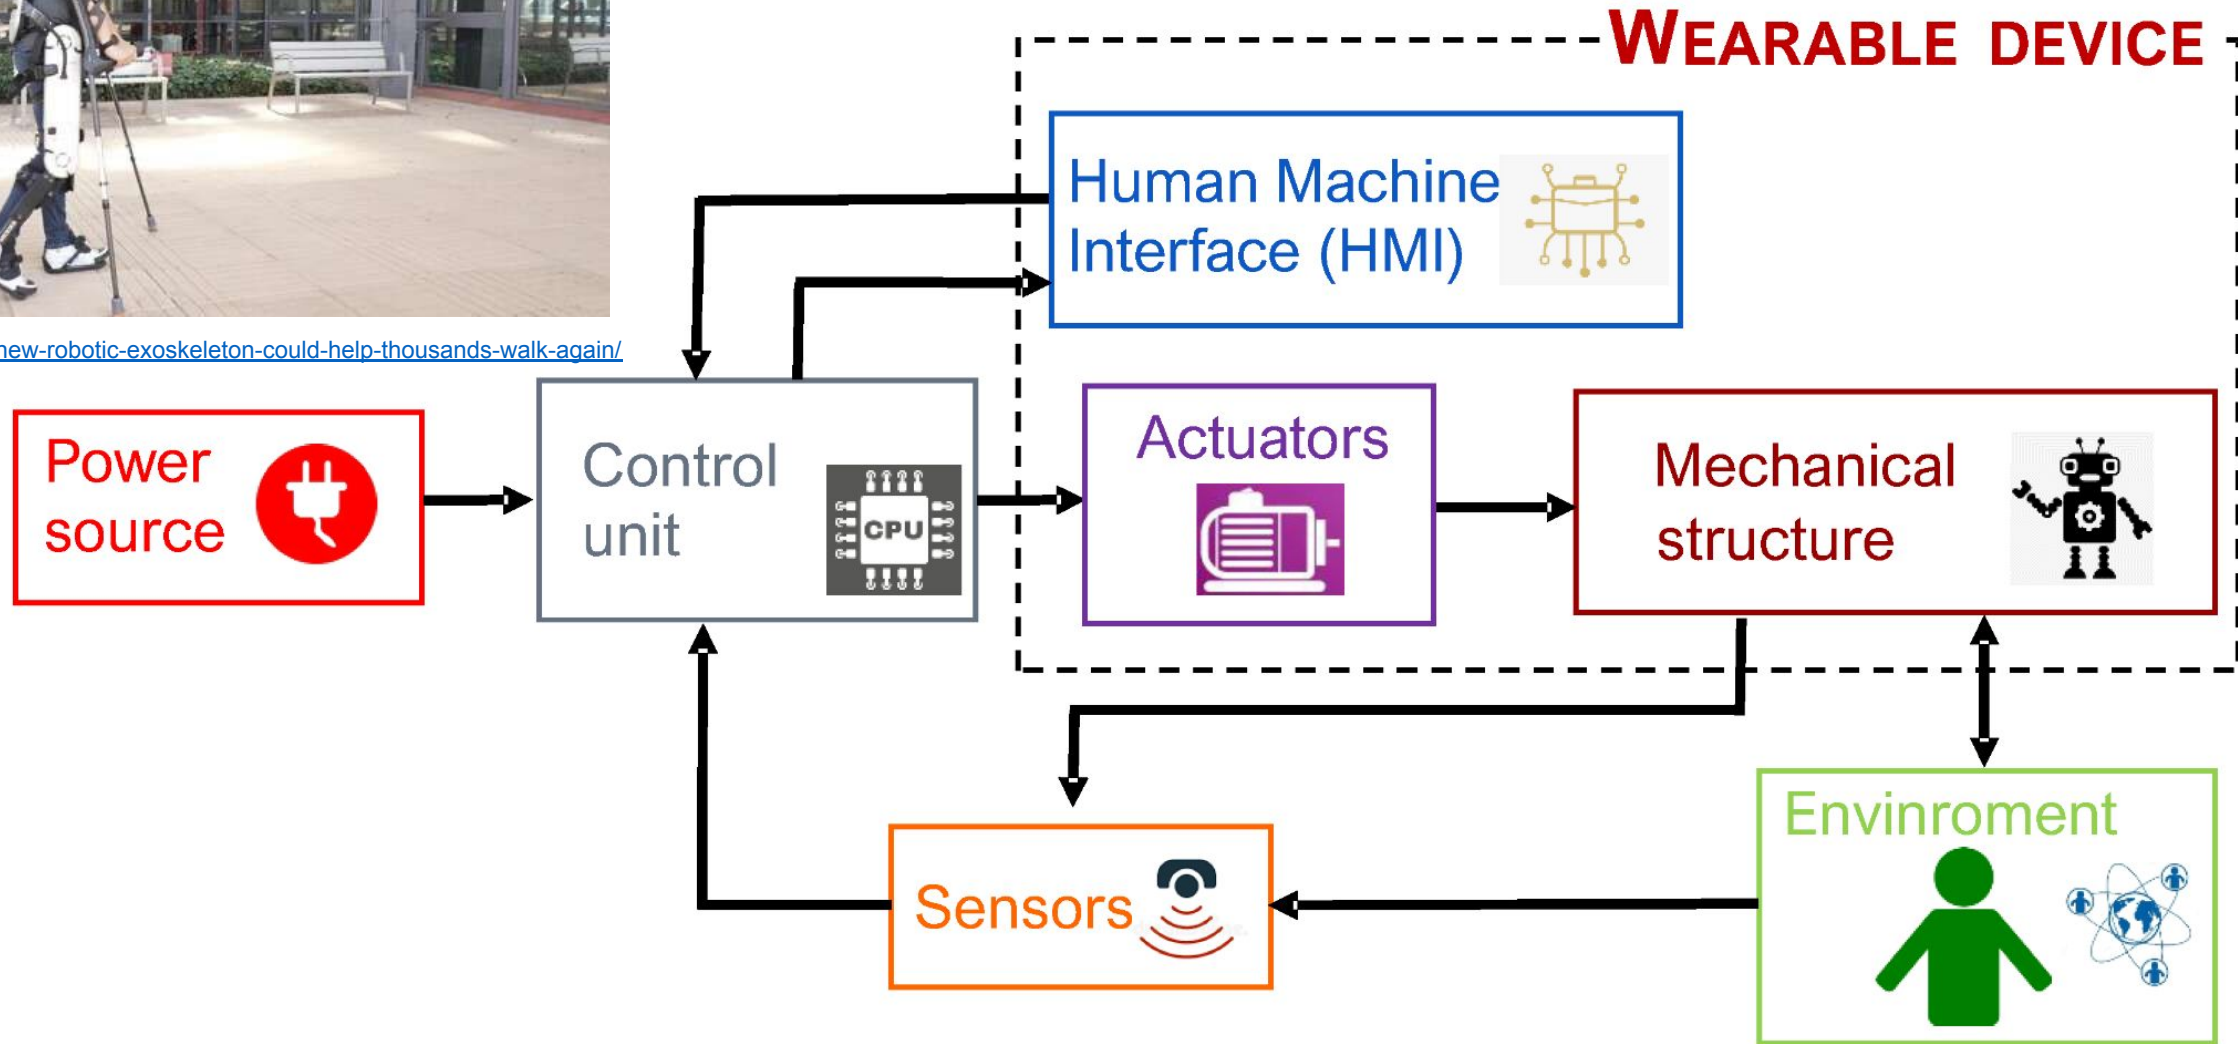 WEARABLE DEVICE
Human Machine
Interface (HMI)
new-robotic-exoskeleton-could-help-thousands-walk-again/
Power
source
Control
unit
CPU
Actuators
Mechanical
structure
Sensors
Envinroment